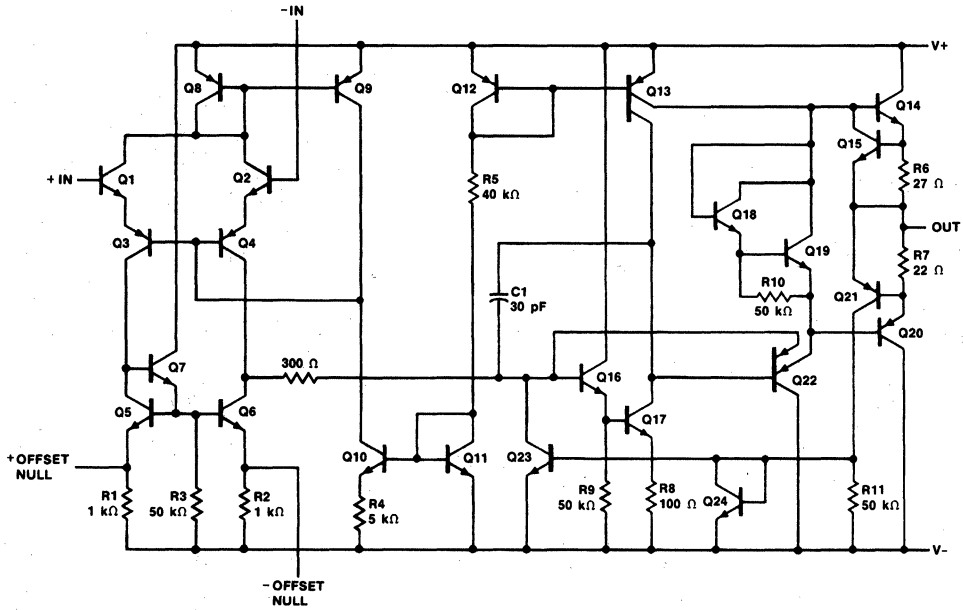 −IN
V+
Q8
Q9
Q12
Q13
Q14
Q15
+ IN
Q1
Q2
R5
40 kΩ
R6
27 Ω
Q18
OUT
Q3
Q4
Q19
R7
22 Ω
C1
30 pF
R10
50 kΩ
Q21
Q20
300 Ω
Q7
Q16
Q22
Q5
Q6
Q17
+OFFSET
NULL
Q10
Q11
Q23
Q24
R1
1 kΩ
R3
50 kΩ
R2
1 kΩ
R4
5 kΩ
R9
50 kΩ
R8
100 Ω
R11
50 kΩ
V−
−OFFSET
NULL